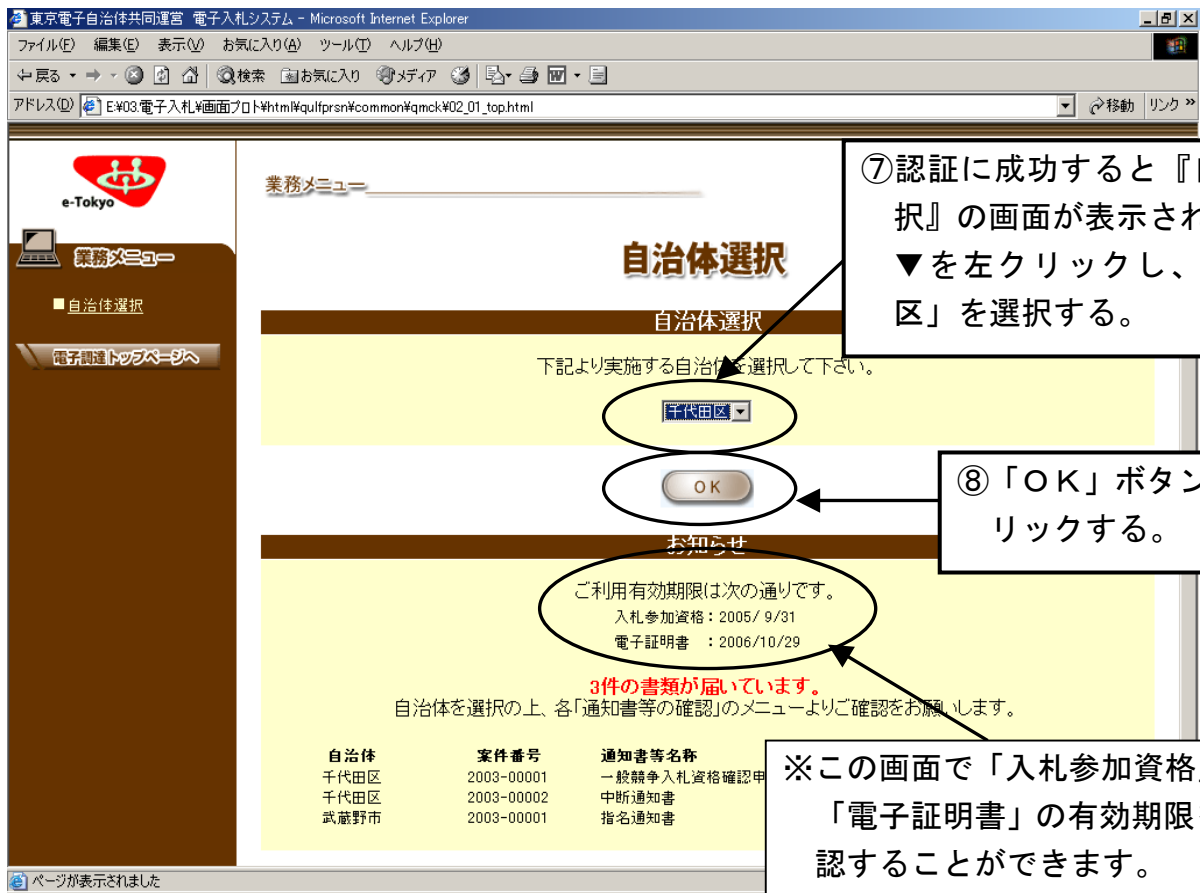 東京電子自治体共同運営 電子入札システム - Microsoft Internet Explorer
ファイル(F) 編集(E) 表示(V) お気に入り(A) ツール(T) ヘルプ(H)
戻る 検索 お気に入り メディア
アドレス(D) E:¥03.電子入札¥画面プロト¥html¥qulfprsn¥common¥qmck¥02_01_top.html 移動 リンク »
e-Tokyo
業務メニュー
■自治体選択
電子調達トップページへ
業務メニュー
自治体選択
自治体選択
下記より実施する自治体を選択して下さい。
千代田区
OK
お知らせ
ご利用有効期限は次の通りです。
入札参加資格：2005/ 9/31
電子証明書 ：2006/10/29
3件の書類が届いています。
自治体を選択の上、各「通知書等の確認」のメニューよりご確認をお願いします。
自治体 案件番号 通知書等名称
千代田区 2003-00001 一般競争入札資格確認申
千代田区 2003-00002 中断通知書
武蔵野市 2003-00001 指名通知書
⑦認証に成功すると『
択』の画面が表示され
▼を左クリックし、
区」を選択する。
⑧「ＯＫ」ボタン
リックする。
※この画面で「入札参加資格
「電子証明書」の有効期限
認することができます。
ページが表示されました